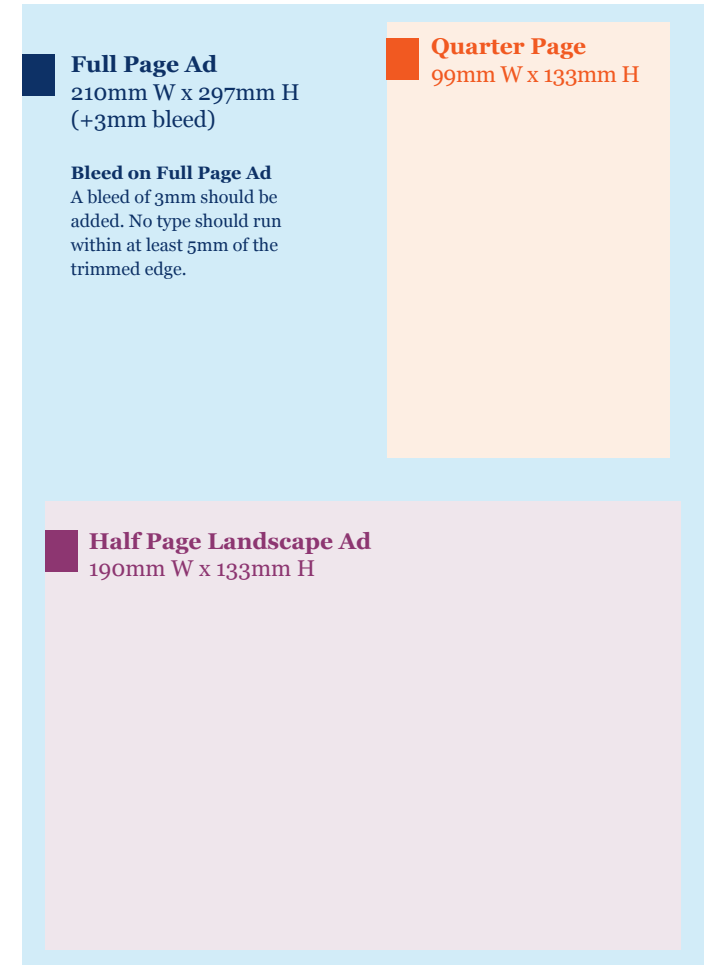 Full Page Ad
210mm W x 297mm H
(+3mm bleed)
Bleed on Full Page Ad
A bleed of 3mm should be
added. No type should run
within at least 5mm of the
trimmed edge.
Quarter Page
99mm W x 133mm H
Half Page Landscape Ad
190mm W x 133mm H